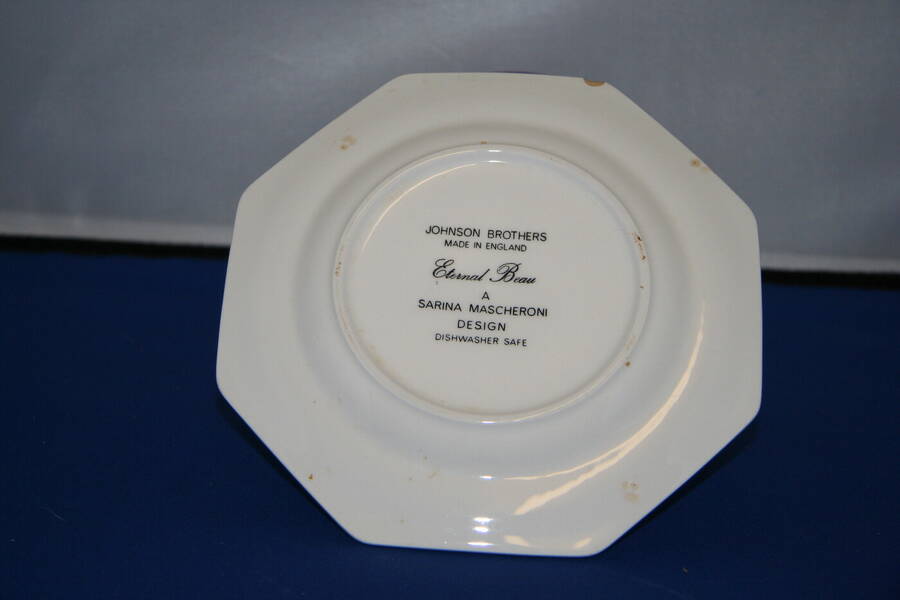 JOHNSON BROTHERS
MADE IN ENGLAND
Eternal Beau
A
SARINA MASCHERONI
DESIGN
DISHWASHER SAFE